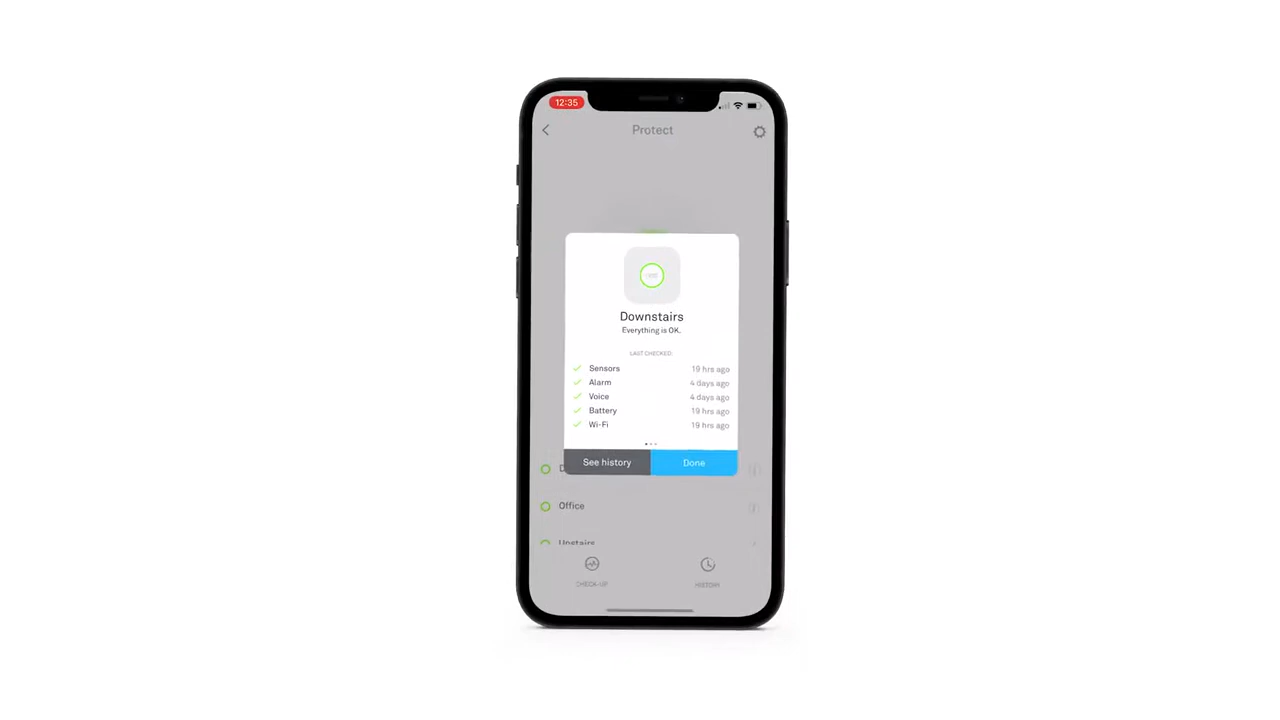 12:35
Protect
Downstairs
Everything is OK.
LAST CHECKED:
Sensors 19 hrs ago
Alarm 4 days ago
Voice 4 days ago
Battery 19 hrs ago
Wi-Fi 19 hrs ago
See history Done
D
Office
Upstairs
CHECK-UP HISTORY